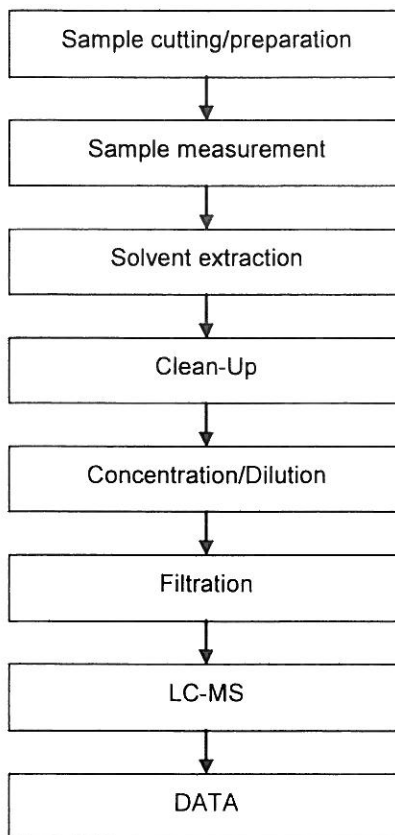 Sample cutting/preparation
Sample measurement
Solvent extraction
Clean-Up
Concentration/Dilution
Filtration
LC-MS
DATA